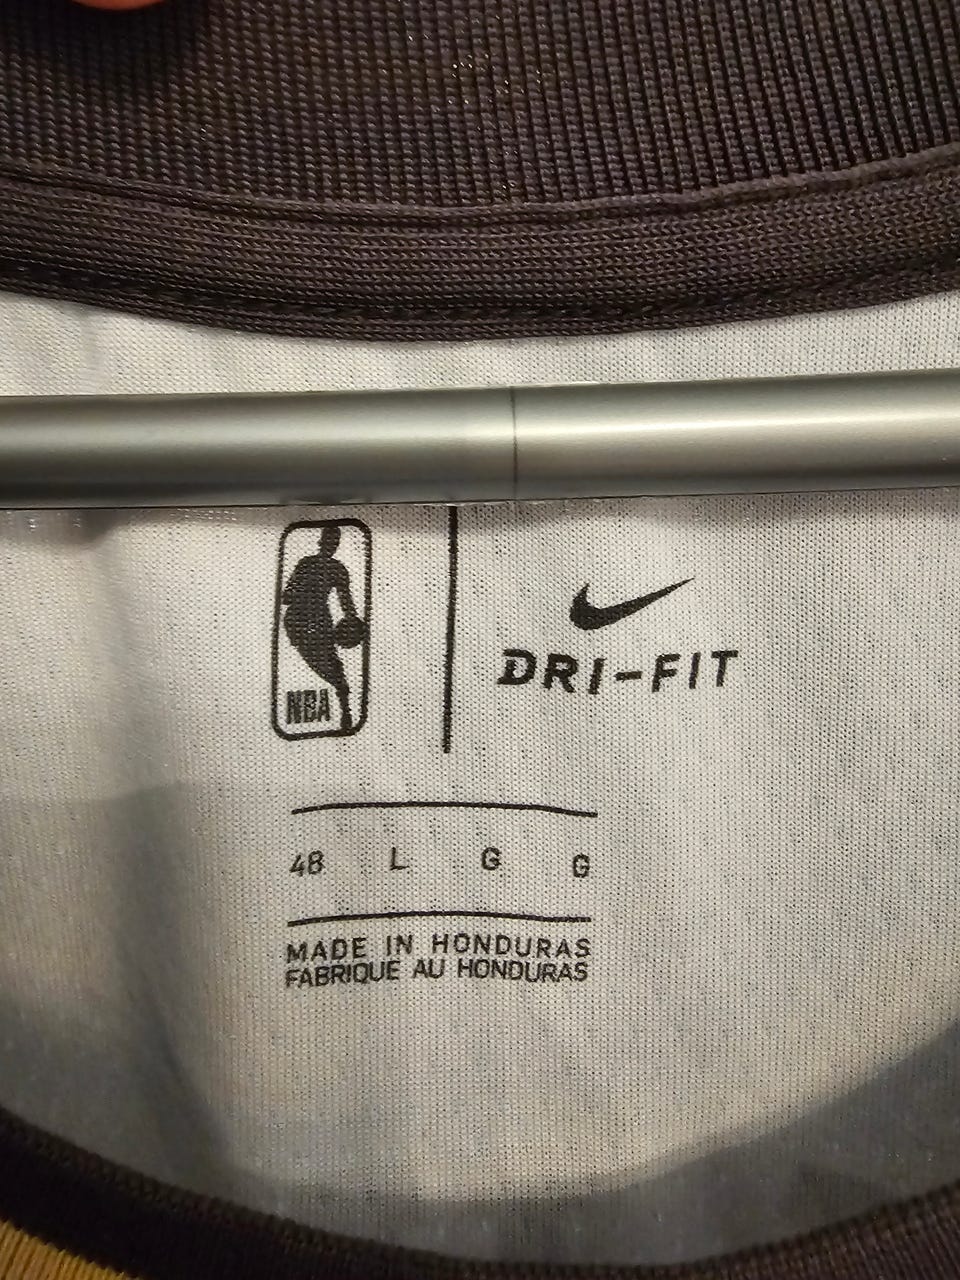 NBA
DRI-FIT
48 L G G
MADE IN HONDURAS
FABRIQUE AU HONDURAS